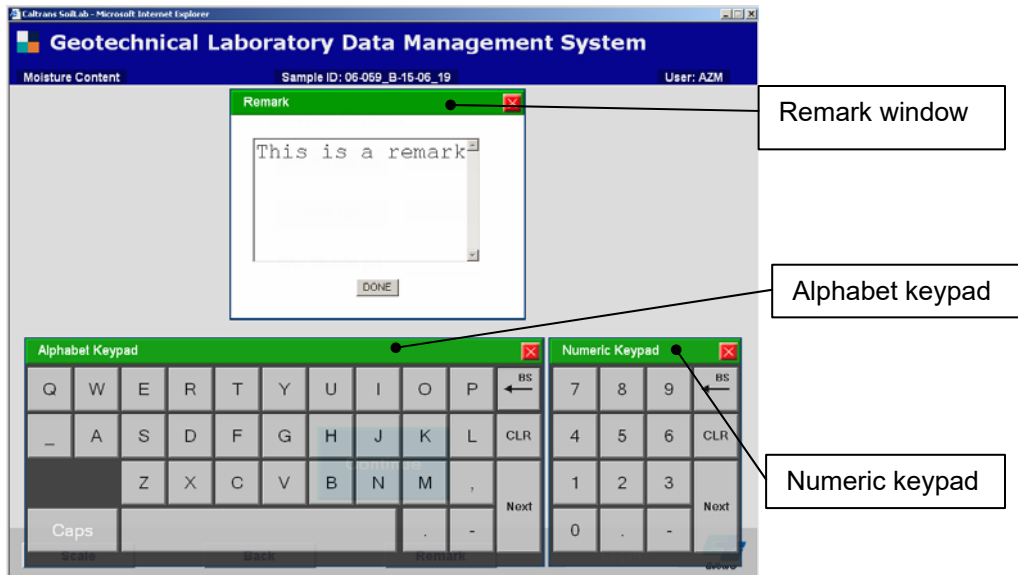 Caltrans SoilLab - Microsoft Internet Explorer
Geotechnical Laboratory Data Management System
Moisture Content Sample ID: 06-059_B-15-06_19 User: AZM
Remark
This is a remark
DONE
Remark window
Alphabet keypad
Numeric keypad
Alphabet Keypad
Q W E R T Y U I O P BS
_ A S D F G H J K L CLR
Continue
Z X C V B N M , Next
Caps . -
Numeric Keypad
7 8 9 BS
4 5 6 CLR
1 2 3 Next
0 . -
Scale Back Remark